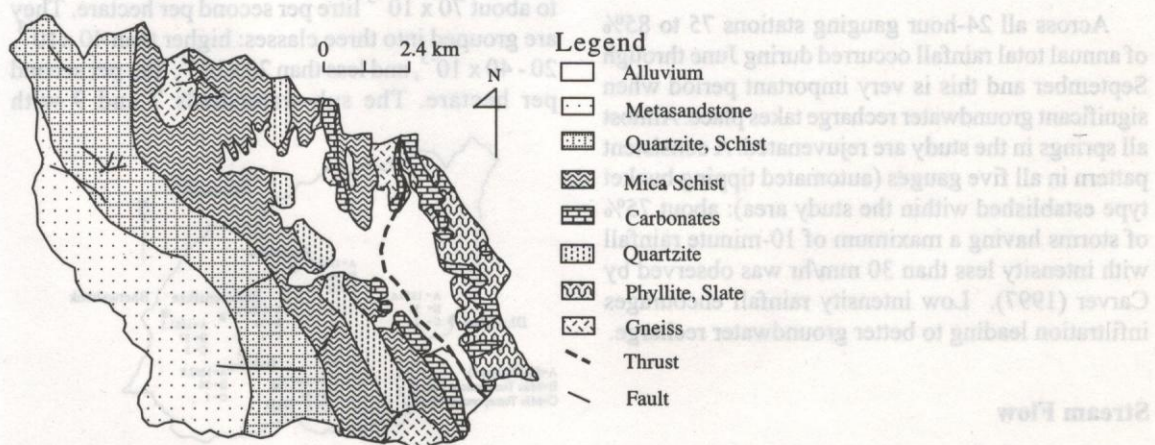 to about 70 x 10 litre per second per hectare. They
are grouped into three classes: higher
20 - 40 x 10 , and less than
per hectare. The
0 2.4 km
N
Legend
Alluvium
Metasandstone
Quartzite, Schist
Mica Schist
Carbonates
Quartzite
Phyllite, Slate
Gneiss
Thrust
Fault
Across all 24-hour gauging stations 75 to 85%
of annual total rainfall occurred during June through
September and this is very important period when
significant groundwater recharge takes place. Almost
all springs in the study are rejuvenated. A consistent
pattern in all five gauges (automated tipping bucket
type established within the study area): about 75%
of storms having a maximum of 10-minute rainfall
with intensity less than 30 mm/hr was observed by
Carver (1997). Low intensity rainfall encourages
infiltration leading to better groundwater recharge.
Stream Flow